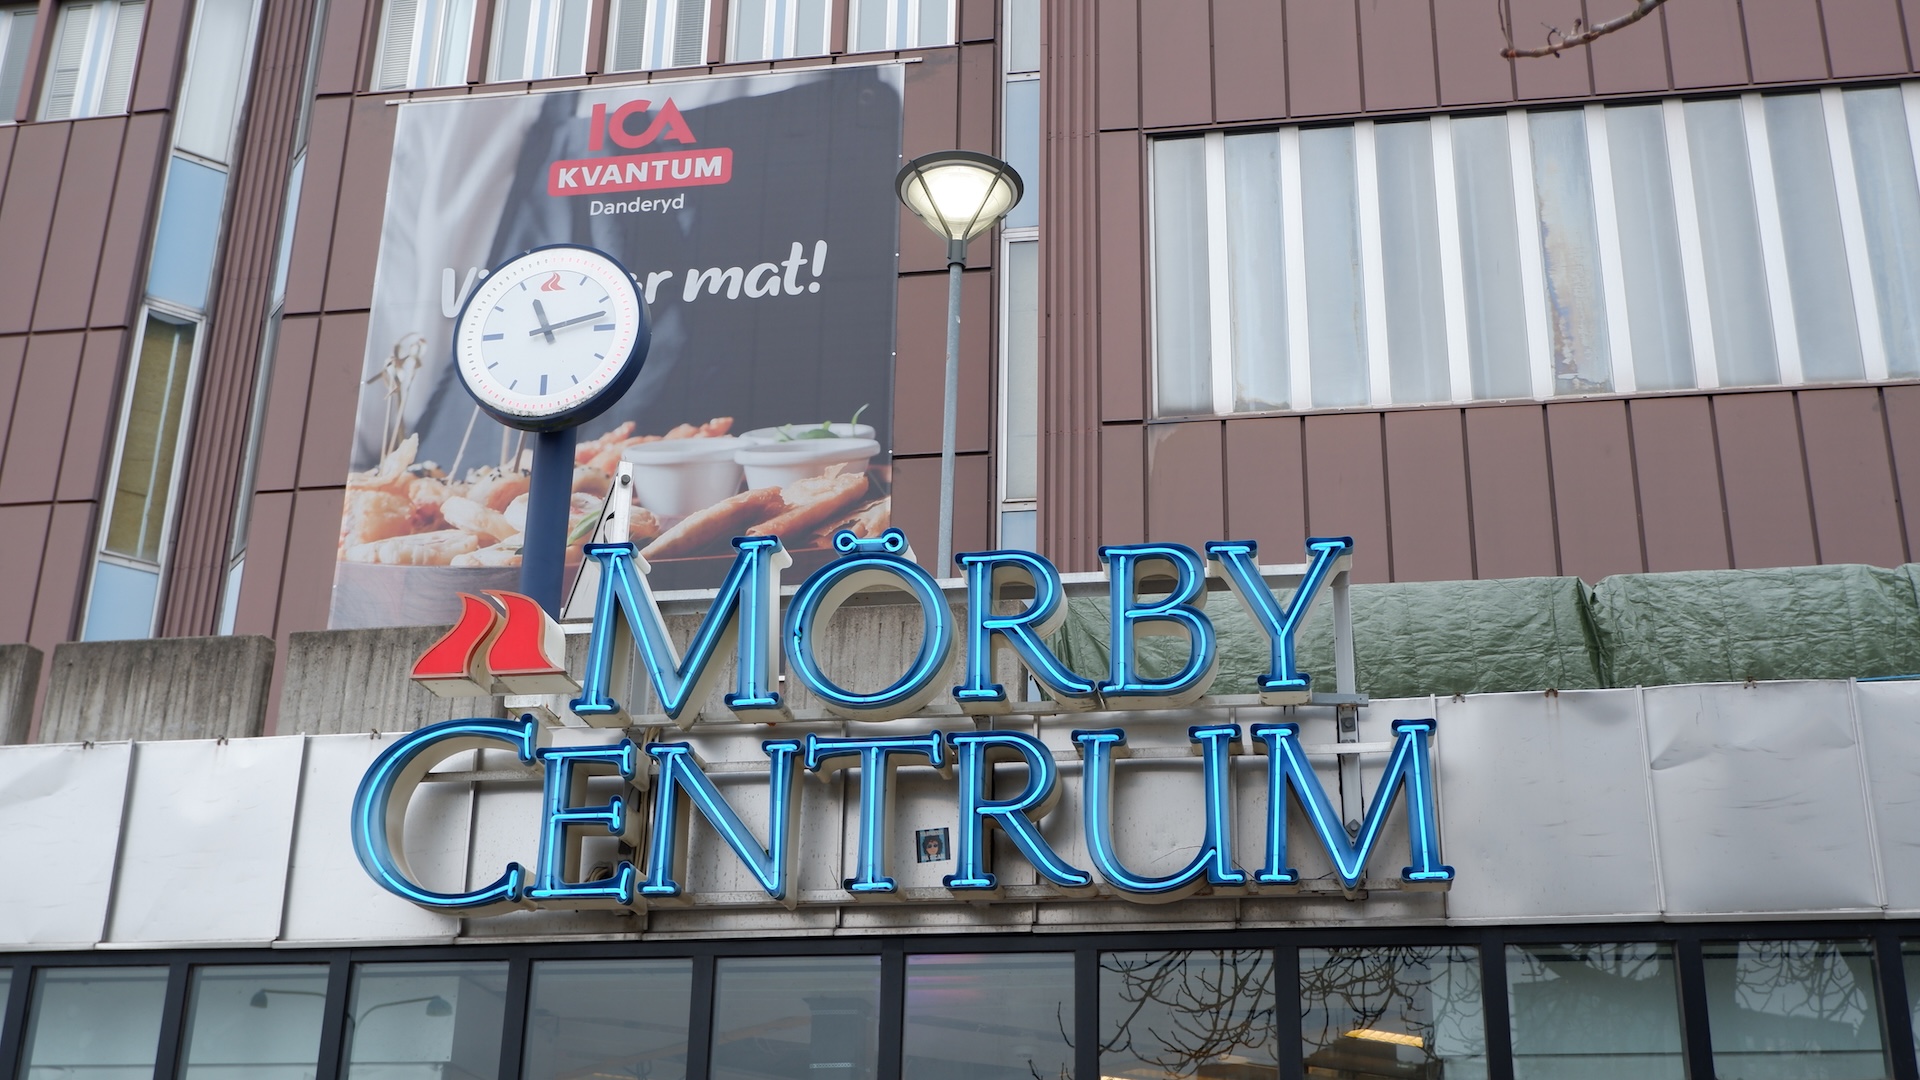 ICA
KVANTUM
Danderyd
mat!
MÖRBY
CENTRUM